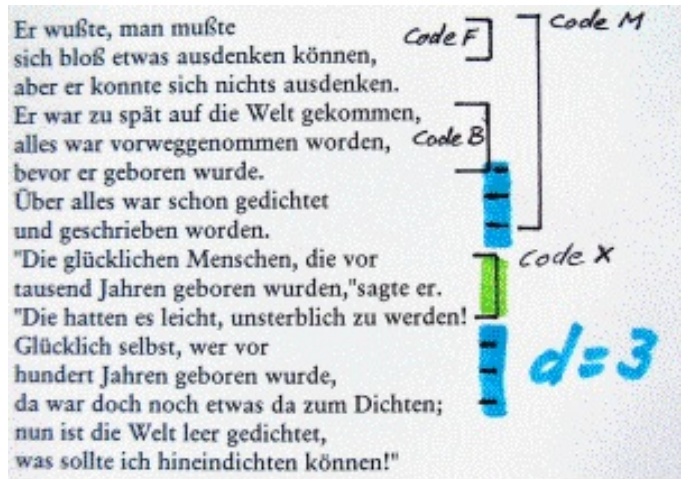 Er wußte, man mußte
sich bloß etwas ausdenken können,
aber er konnte sich nichts ausdenken.
Er war zu spät auf die Welt gekommen,
alles war vorweggenommen worden,
bevor er geboren wurde.
Über alles war schon gedichtet
und geschrieben worden.
"Die glücklichen Menschen, die vor
tausend Jahren geboren wurden,"sagte er.
"Die hatten es leicht, unsterblich zu werden!
Glücklich selbst, wer vor
hundert Jahren geboren wurde,
da war doch noch etwas da zum Dichten;
nun ist die Welt leer gedichtet,
was sollte ich hineindichten können!"
Code F
Code M
Code B
Code X
d=3